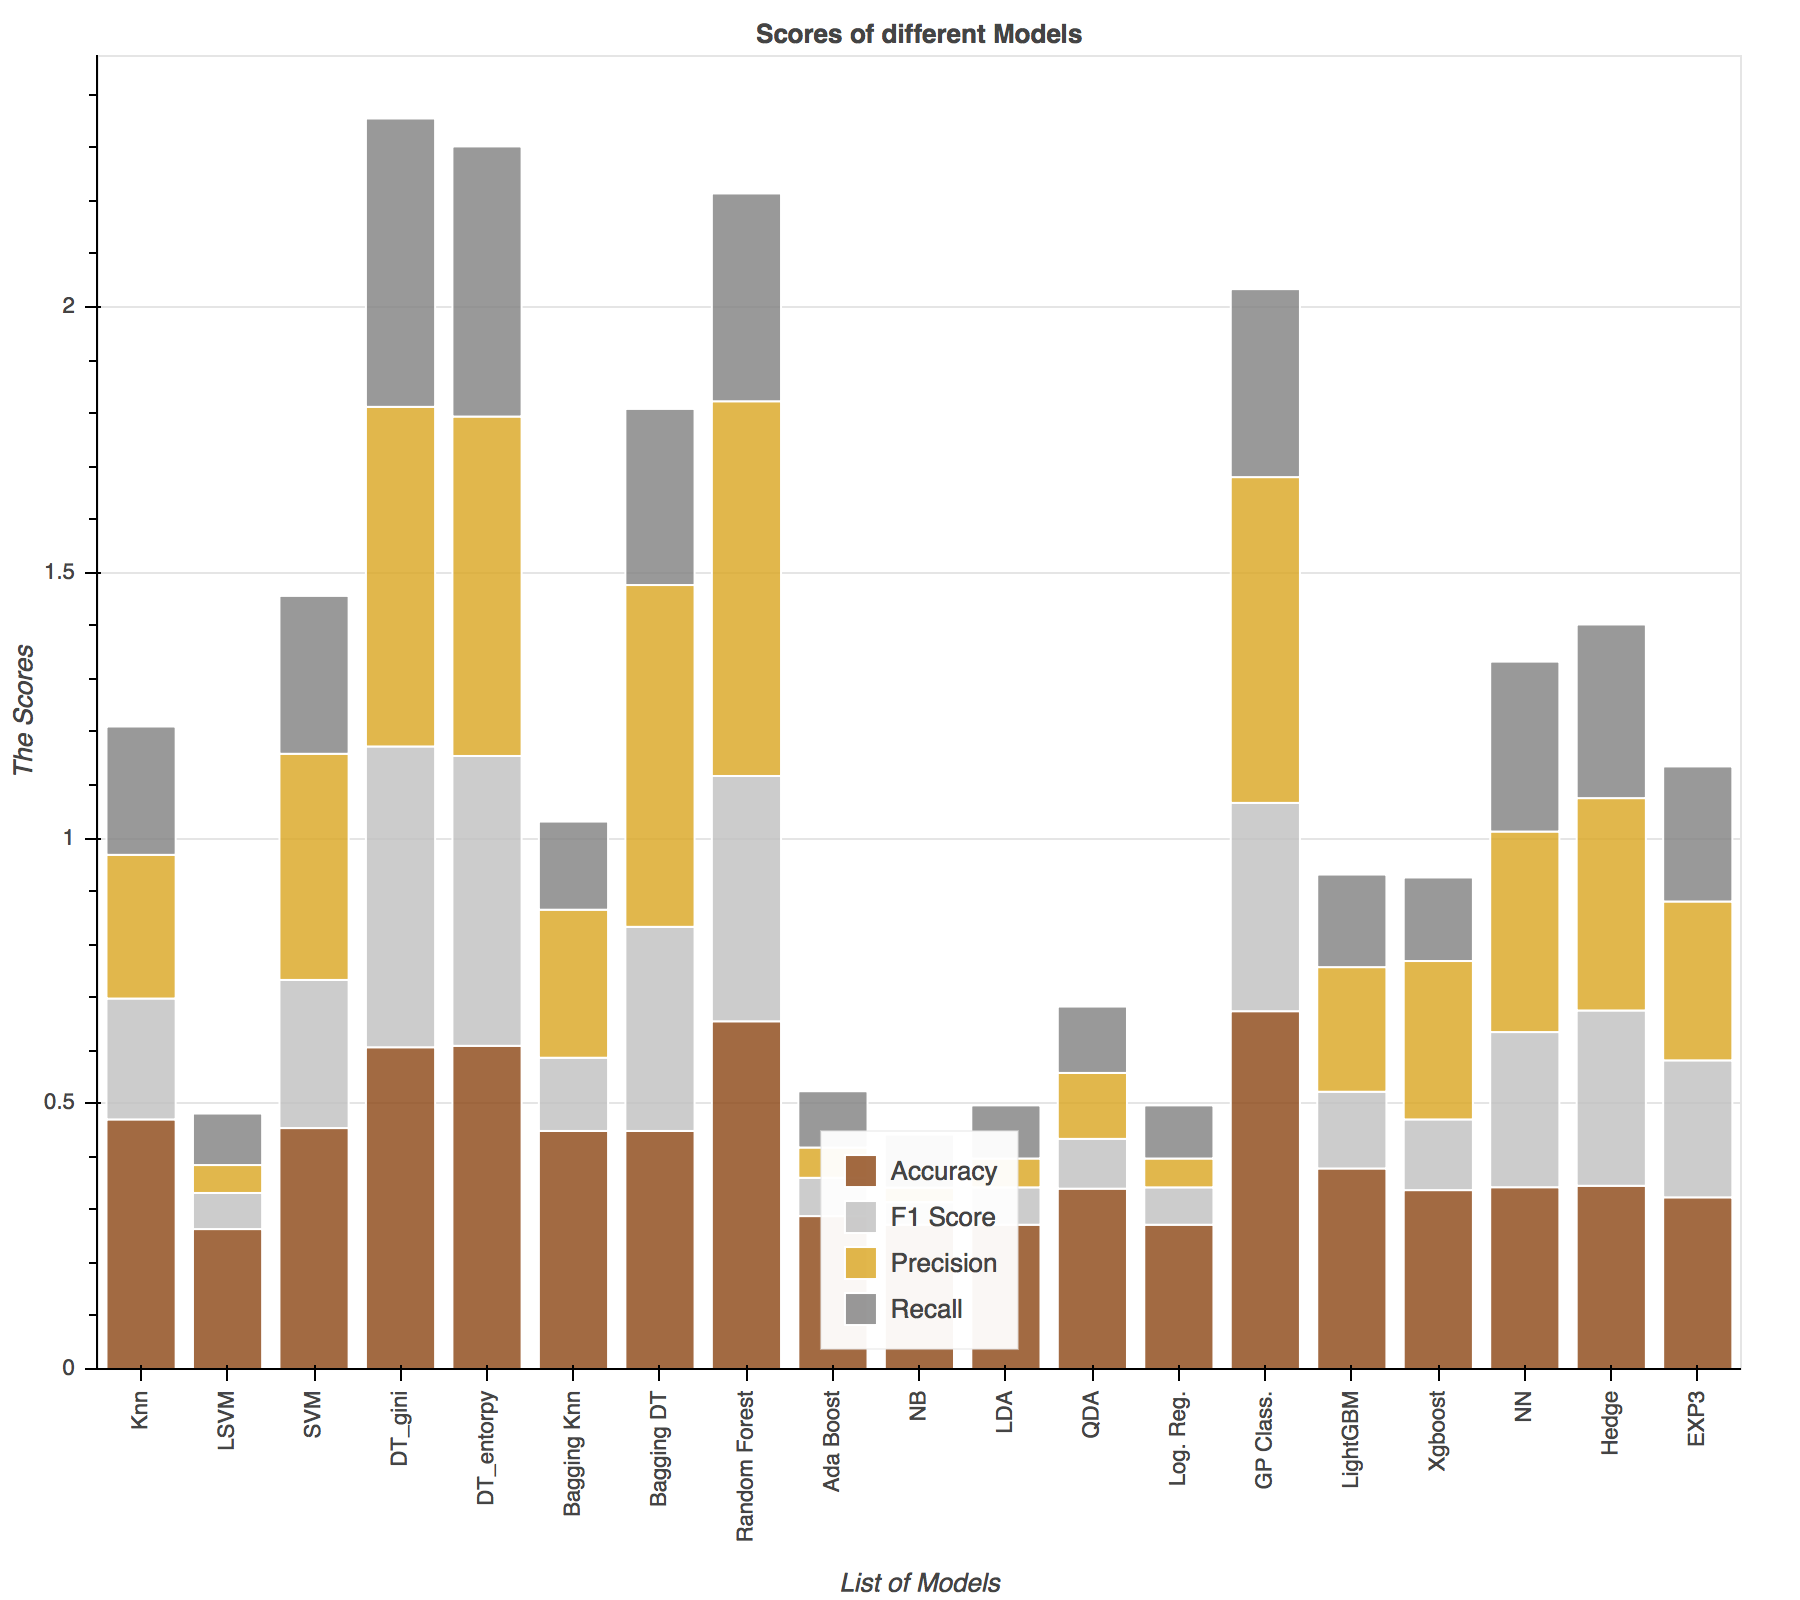 Scores of different Models
The Scores
2
1.5
1
0.5
0
Accuracy
F1 Score
Precision
Recall
Knn
LSVM
SVM
DT_gini
DT_entorpy
Bagging Knn
Bagging DT
Random Forest
Ada Boost
NB
LDA
QDA
Log. Reg.
GP Class.
LightGBM
Xgboost
NN
Hedge
EXP3
List of Models